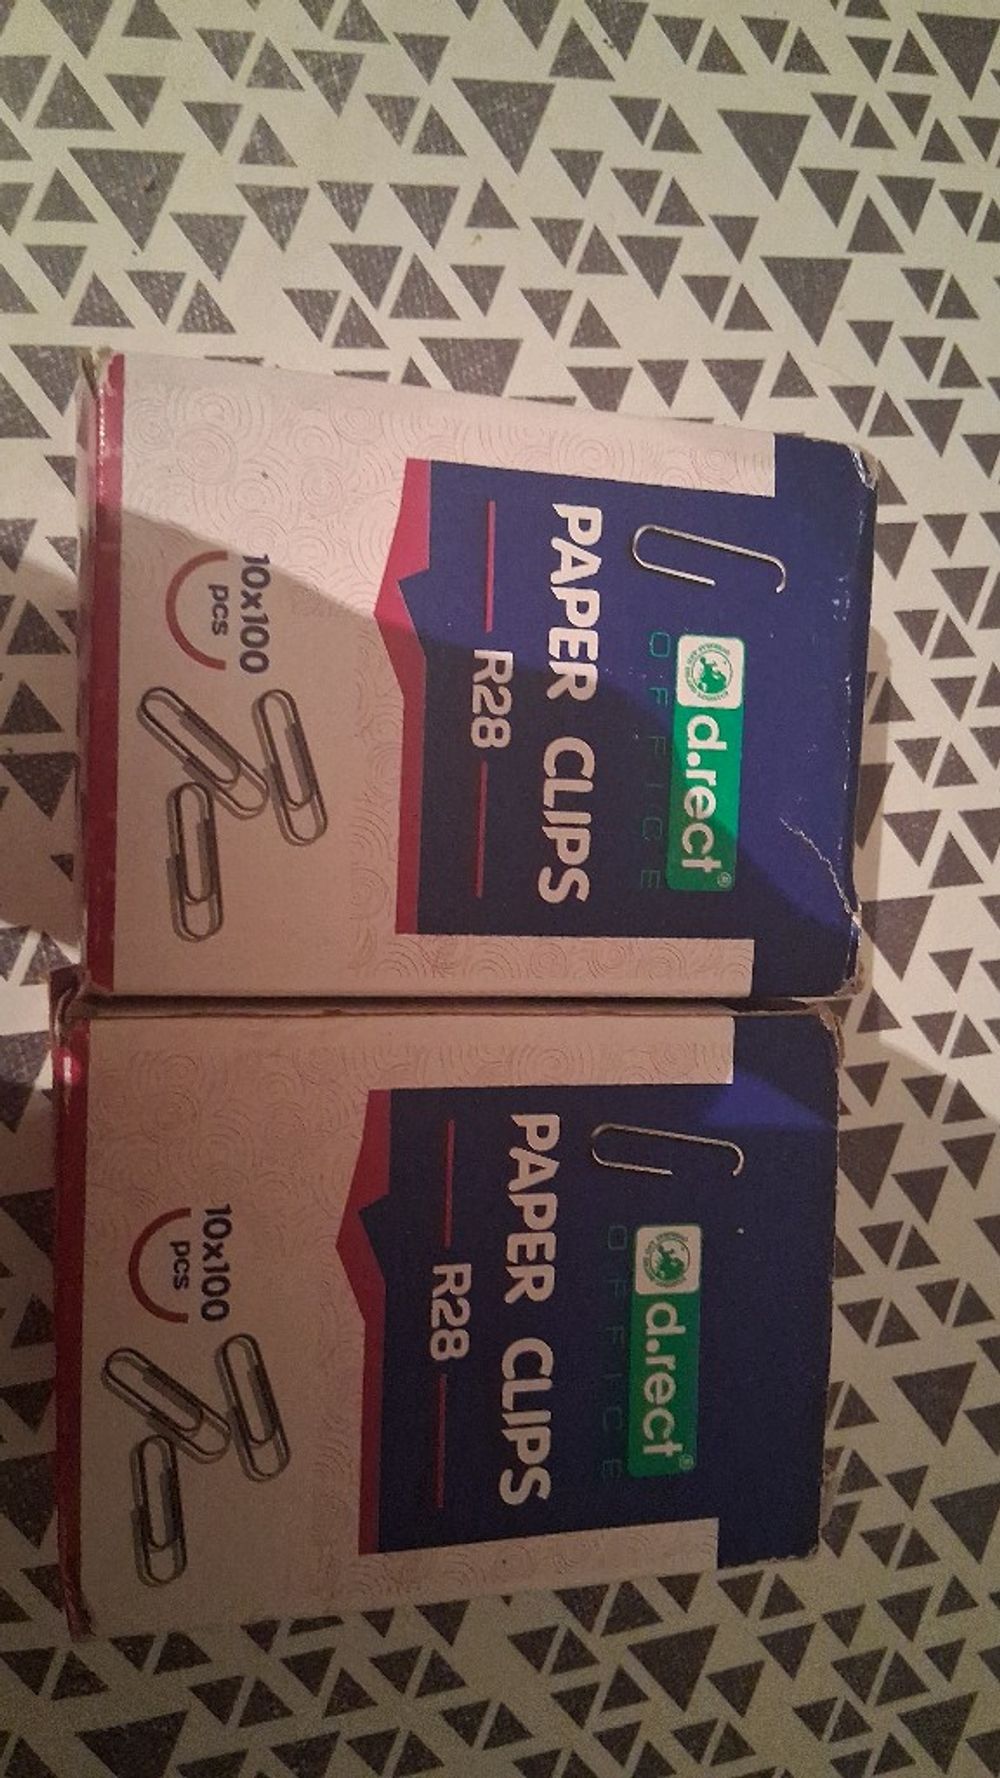 d.rect®
OFFICE
PAPER CLIPS
R28
10x100
pcs
d.rect®
OFFICE
PAPER CLIPS
R28
10x100
pcs